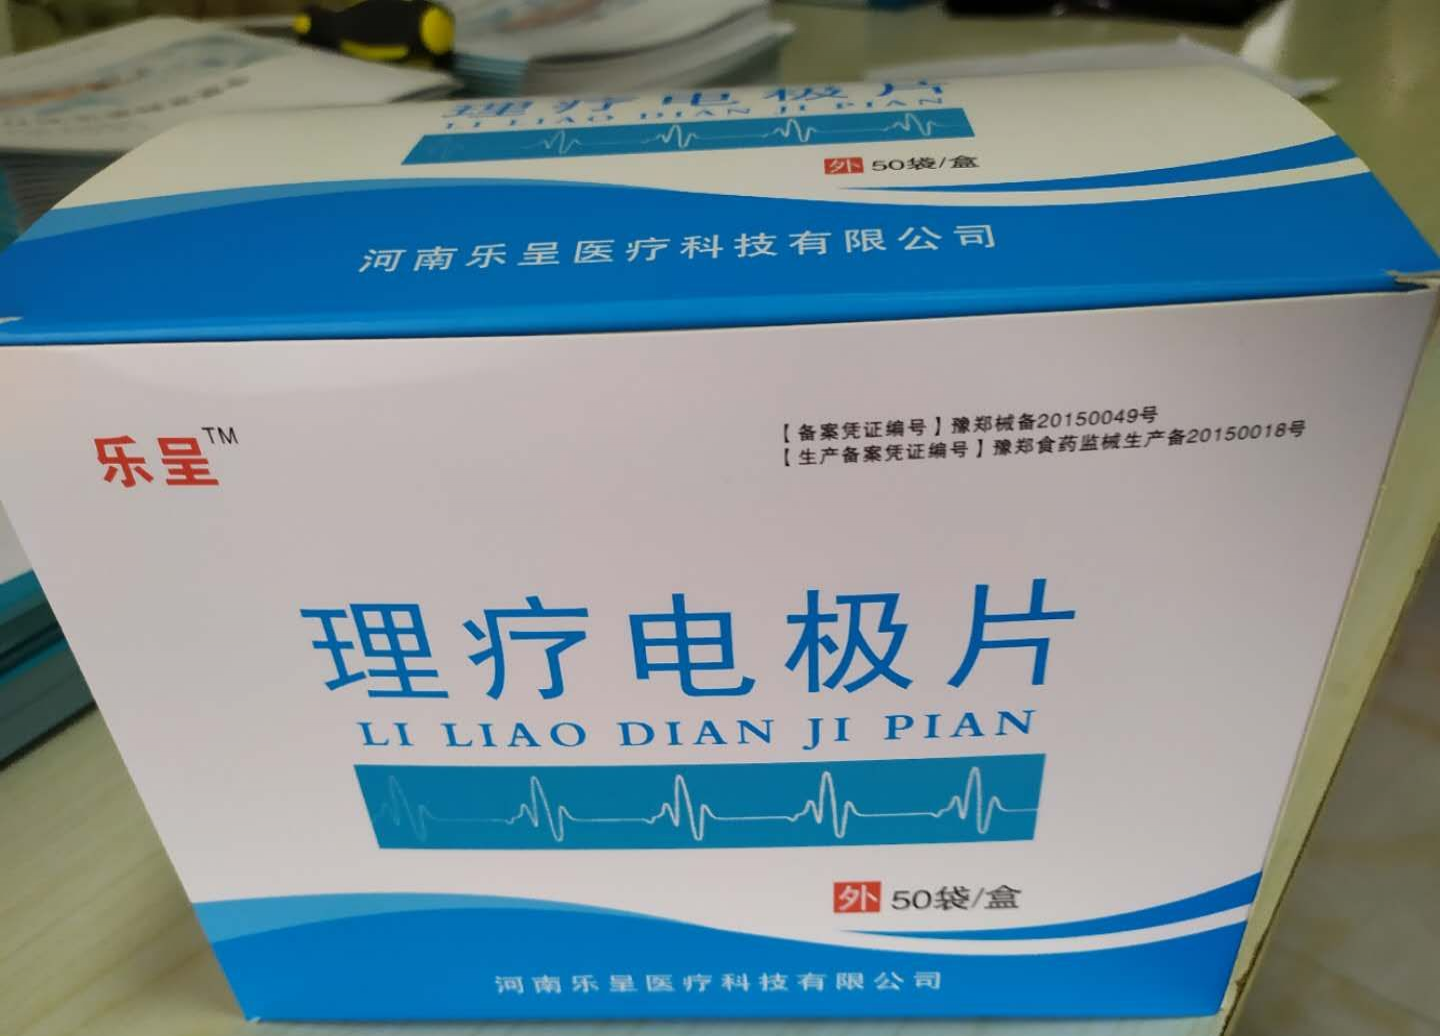 理疗电极片
LI LIAO DIAN JI PIAN
外 50袋/盒
河南乐呈医疗科技有限公司
乐呈™
【备案凭证编号】豫郑械备20150049号
【生产备案凭证编号】豫郑食药监械生产备20150018号
理疗电极片
LI LIAO DIAN JI PIAN
外 50袋/盒
河南乐呈医疗科技有限公司